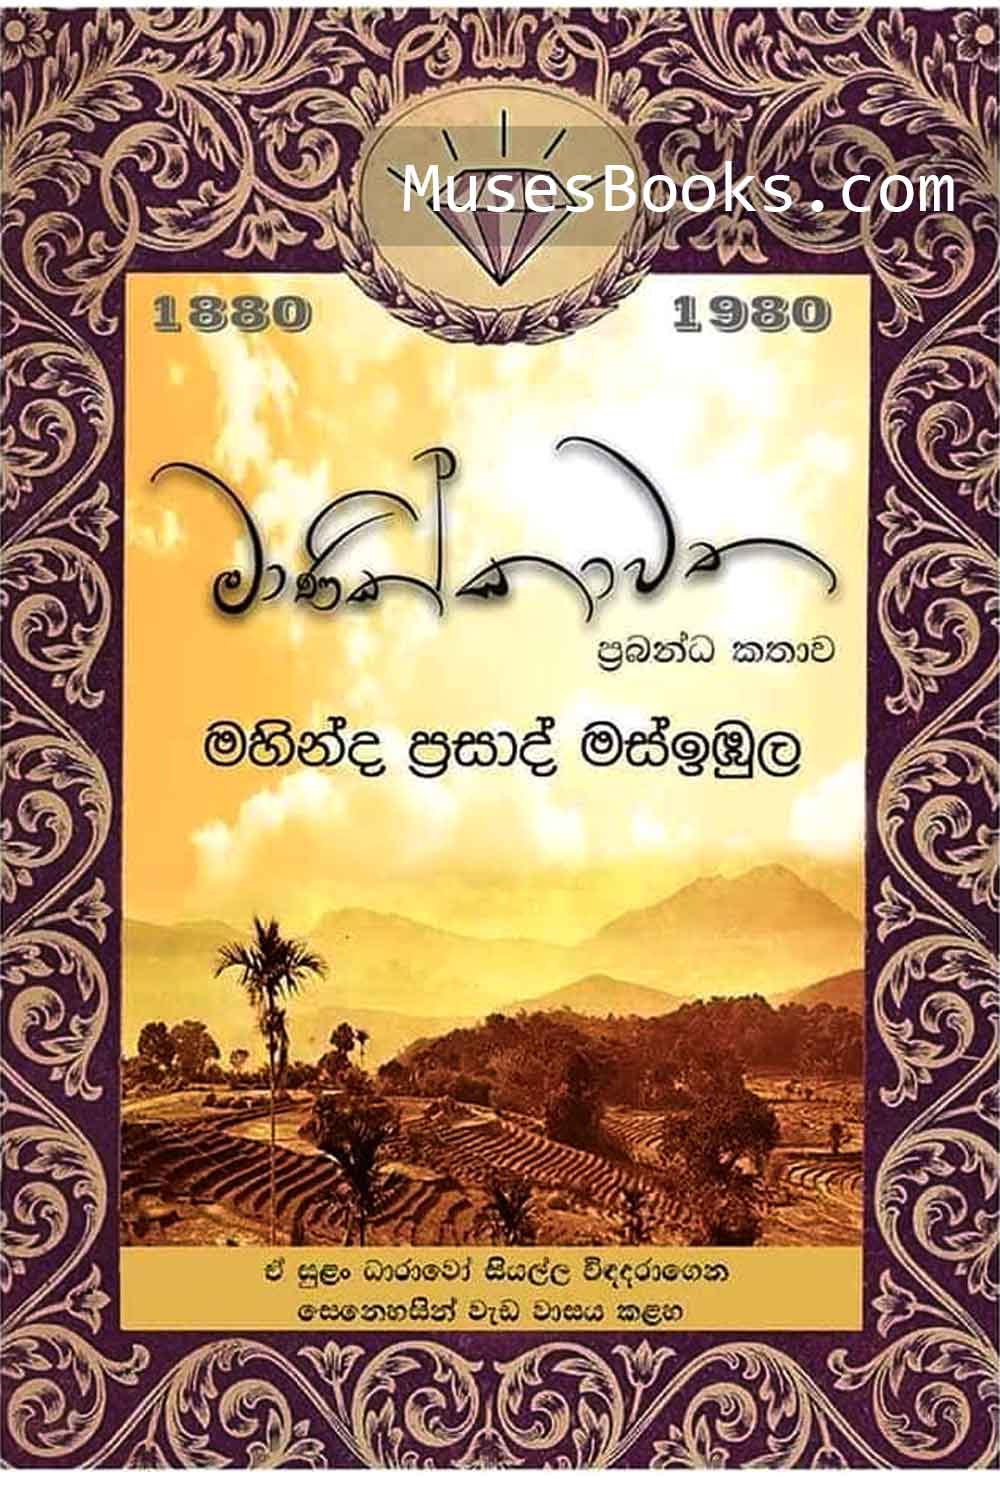 MusesBooks.com
1880 1980
මාණික්කාවත
ප්‍රබන්ධ කතාව
මහින්ද ප්‍රසාද් මස්ඉඹුල
ඒ සුළං ධාරාවෝ සියල්ල විඳදරාගෙන
සෙනෙහසින් වැඩ වාසය කළහ